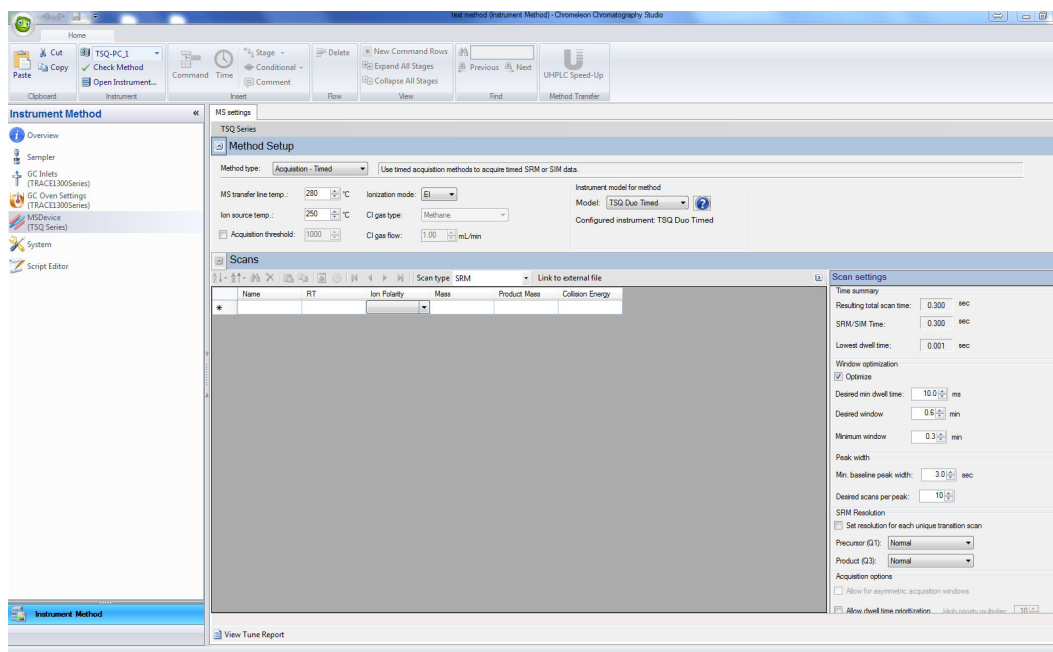 test method (Instrument Method) - Chromeleon Chromatography Studio
Home
Paste
Cut
Copy
Clipboard
TSQ-PC_1
Check Method
Open Instrument...
Instrument
Command
Time
Stage
Conditional
Comment
Insert
Delete
Row
New Command Rows
Expand All Stages
Collapse All Stages
View
Previous
Next
Find
UHPLC Speed-Up
Method Transfer
Instrument Method «
Overview
Sampler
GC Inlets
(TRACE1300Series)
GC Oven Settings
(TRACE1300Series)
MSDevice
(TSQ Series)
System
Script Editor
Instrument Method
MS settings
TSQ Series
Method Setup
Method type: Acquisition - Timed Use timed acquisition methods to acquire timed SRM or SIM data.
MS transfer line temp.: 280 °C Ionization mode: EI
Ion source temp.: 250 °C CI gas type: Methane
Acquisition threshold: 1000 CI gas flow: 1.00 mL/min
Instrument model for method
Model: TSQ Duo Timed
Configured instrument: TSQ Duo Timed
Scans
Scan type SRM Link to external file
Name RT Ion Polarity Mass Product Mass Collision Energy
Scan settings
Time summary
Resulting total scan time: 0.300 sec
SRM/SIM Time: 0.300 sec
Lowest dwell time: 0.001 sec
Window optimization
Optimize
Desired min dwell time: 10.0 ms
Desired window 0.6 min
Minimum window 0.3 min
Peak width
Min. baseline peak width: 3.0 sec
Desired scans per peak: 10
SRM Resolution
Set resolution for each unique transition scan
Precursor (Q1): Normal
Product (Q3): Normal
Acquisition options
Allow for asymmetric acquisition windows
Allow dwell time prioritization High priority multiplier: 10
View Tune Report